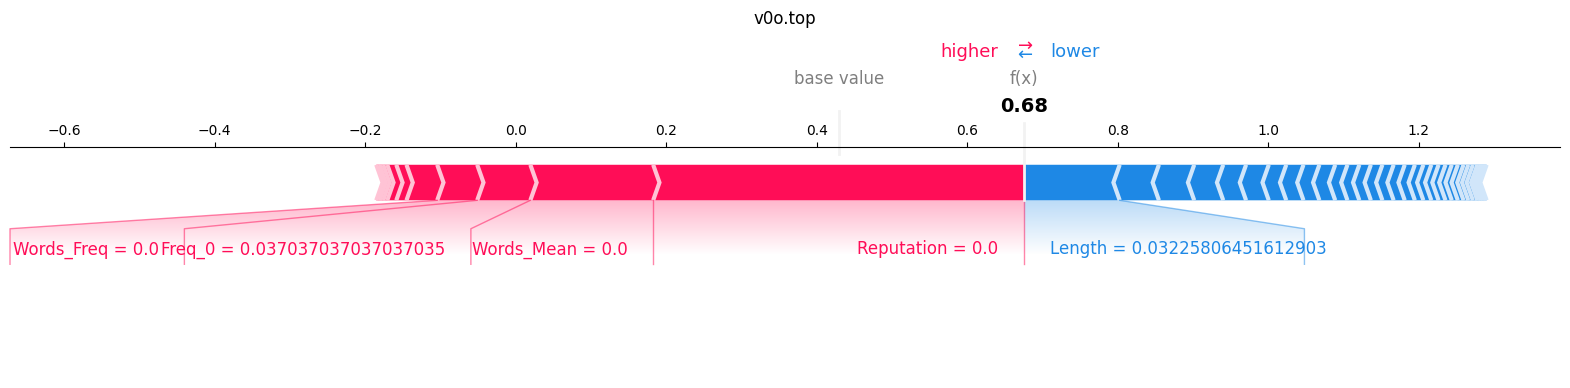 v0o.top
higher → ← lower
base value f(x)
0.68
−0.6 −0.4 −0.2 0.0 0.2 0.4 0.6 0.8 1.0 1.2
Words_Freq = 0.0 Freq_0 = 0.037037037037037035 Words_Mean = 0.0 Reputation = 0.0 Length = 0.03225806451612903